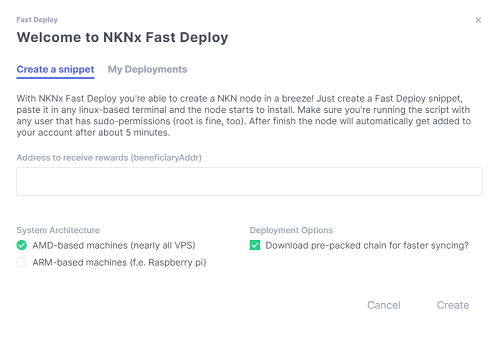 Fast Deploy
Welcome to NKNx Fast Deploy
Create a snippet My Deployments
With NKNx Fast Deploy you're able to create a NKN node in a breeze! Just create a Fast Deploy snippet,
paste it in any linux-based terminal and the node starts to install. Make sure you're running the script with
any user that has sudo-permissions (root is fine, too). After finish the node will automatically get added to
your account after about 5 minutes.
Address to receive rewards (beneficiaryAddr)
System Architecture Deployment Options
AMD-based machines (nearly all VPS) Download pre-packed chain for faster syncing?
ARM-based machines (f.e. Raspberry pi)
Cancel Create